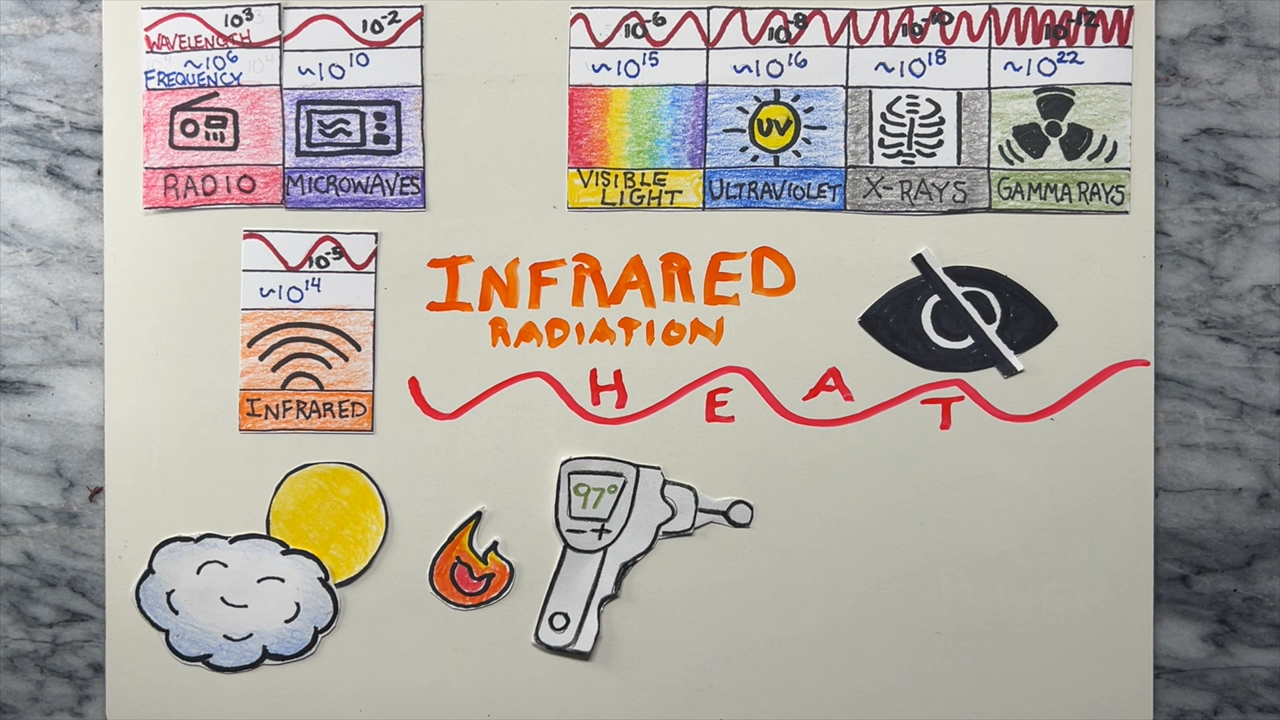 10³
WAVELENGTH
~10⁶
FREQUENCY
RADIO
10⁻²
~10¹⁰
MICROWAVES
10⁻⁶
~10¹⁵
VISIBLE
LIGHT
10⁻⁸
~10¹⁶
UV
ULTRAVIOLET
10⁻¹⁰
~10¹⁸
X-RAYS
10⁻¹²
~10²²
GAMMA RAYS
10⁻⁵
~10¹⁴
INFRARED
INFRARED
RADIATION
HEAT
97°
- +